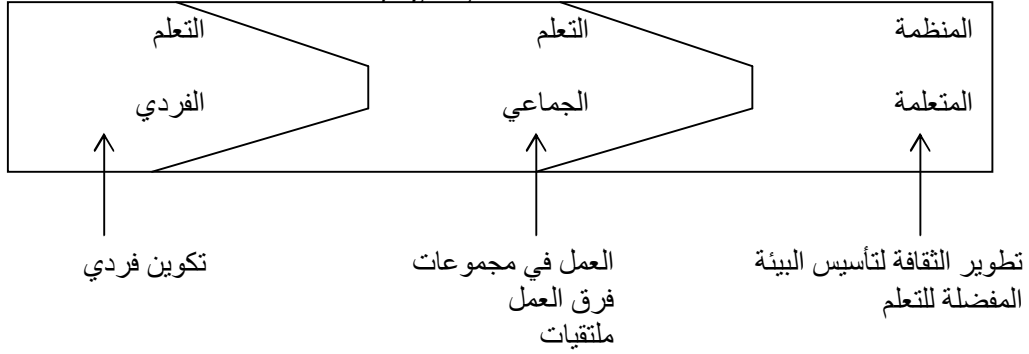 المنظمة
المتعلمة
التعلم
الجماعي
التعلم
الفردي
تطوير الثقافة لتأسيس البيئة
المفضلة للتعلم
العمل في مجموعات
فرق العمل
ملتقيات
تكوين فردي